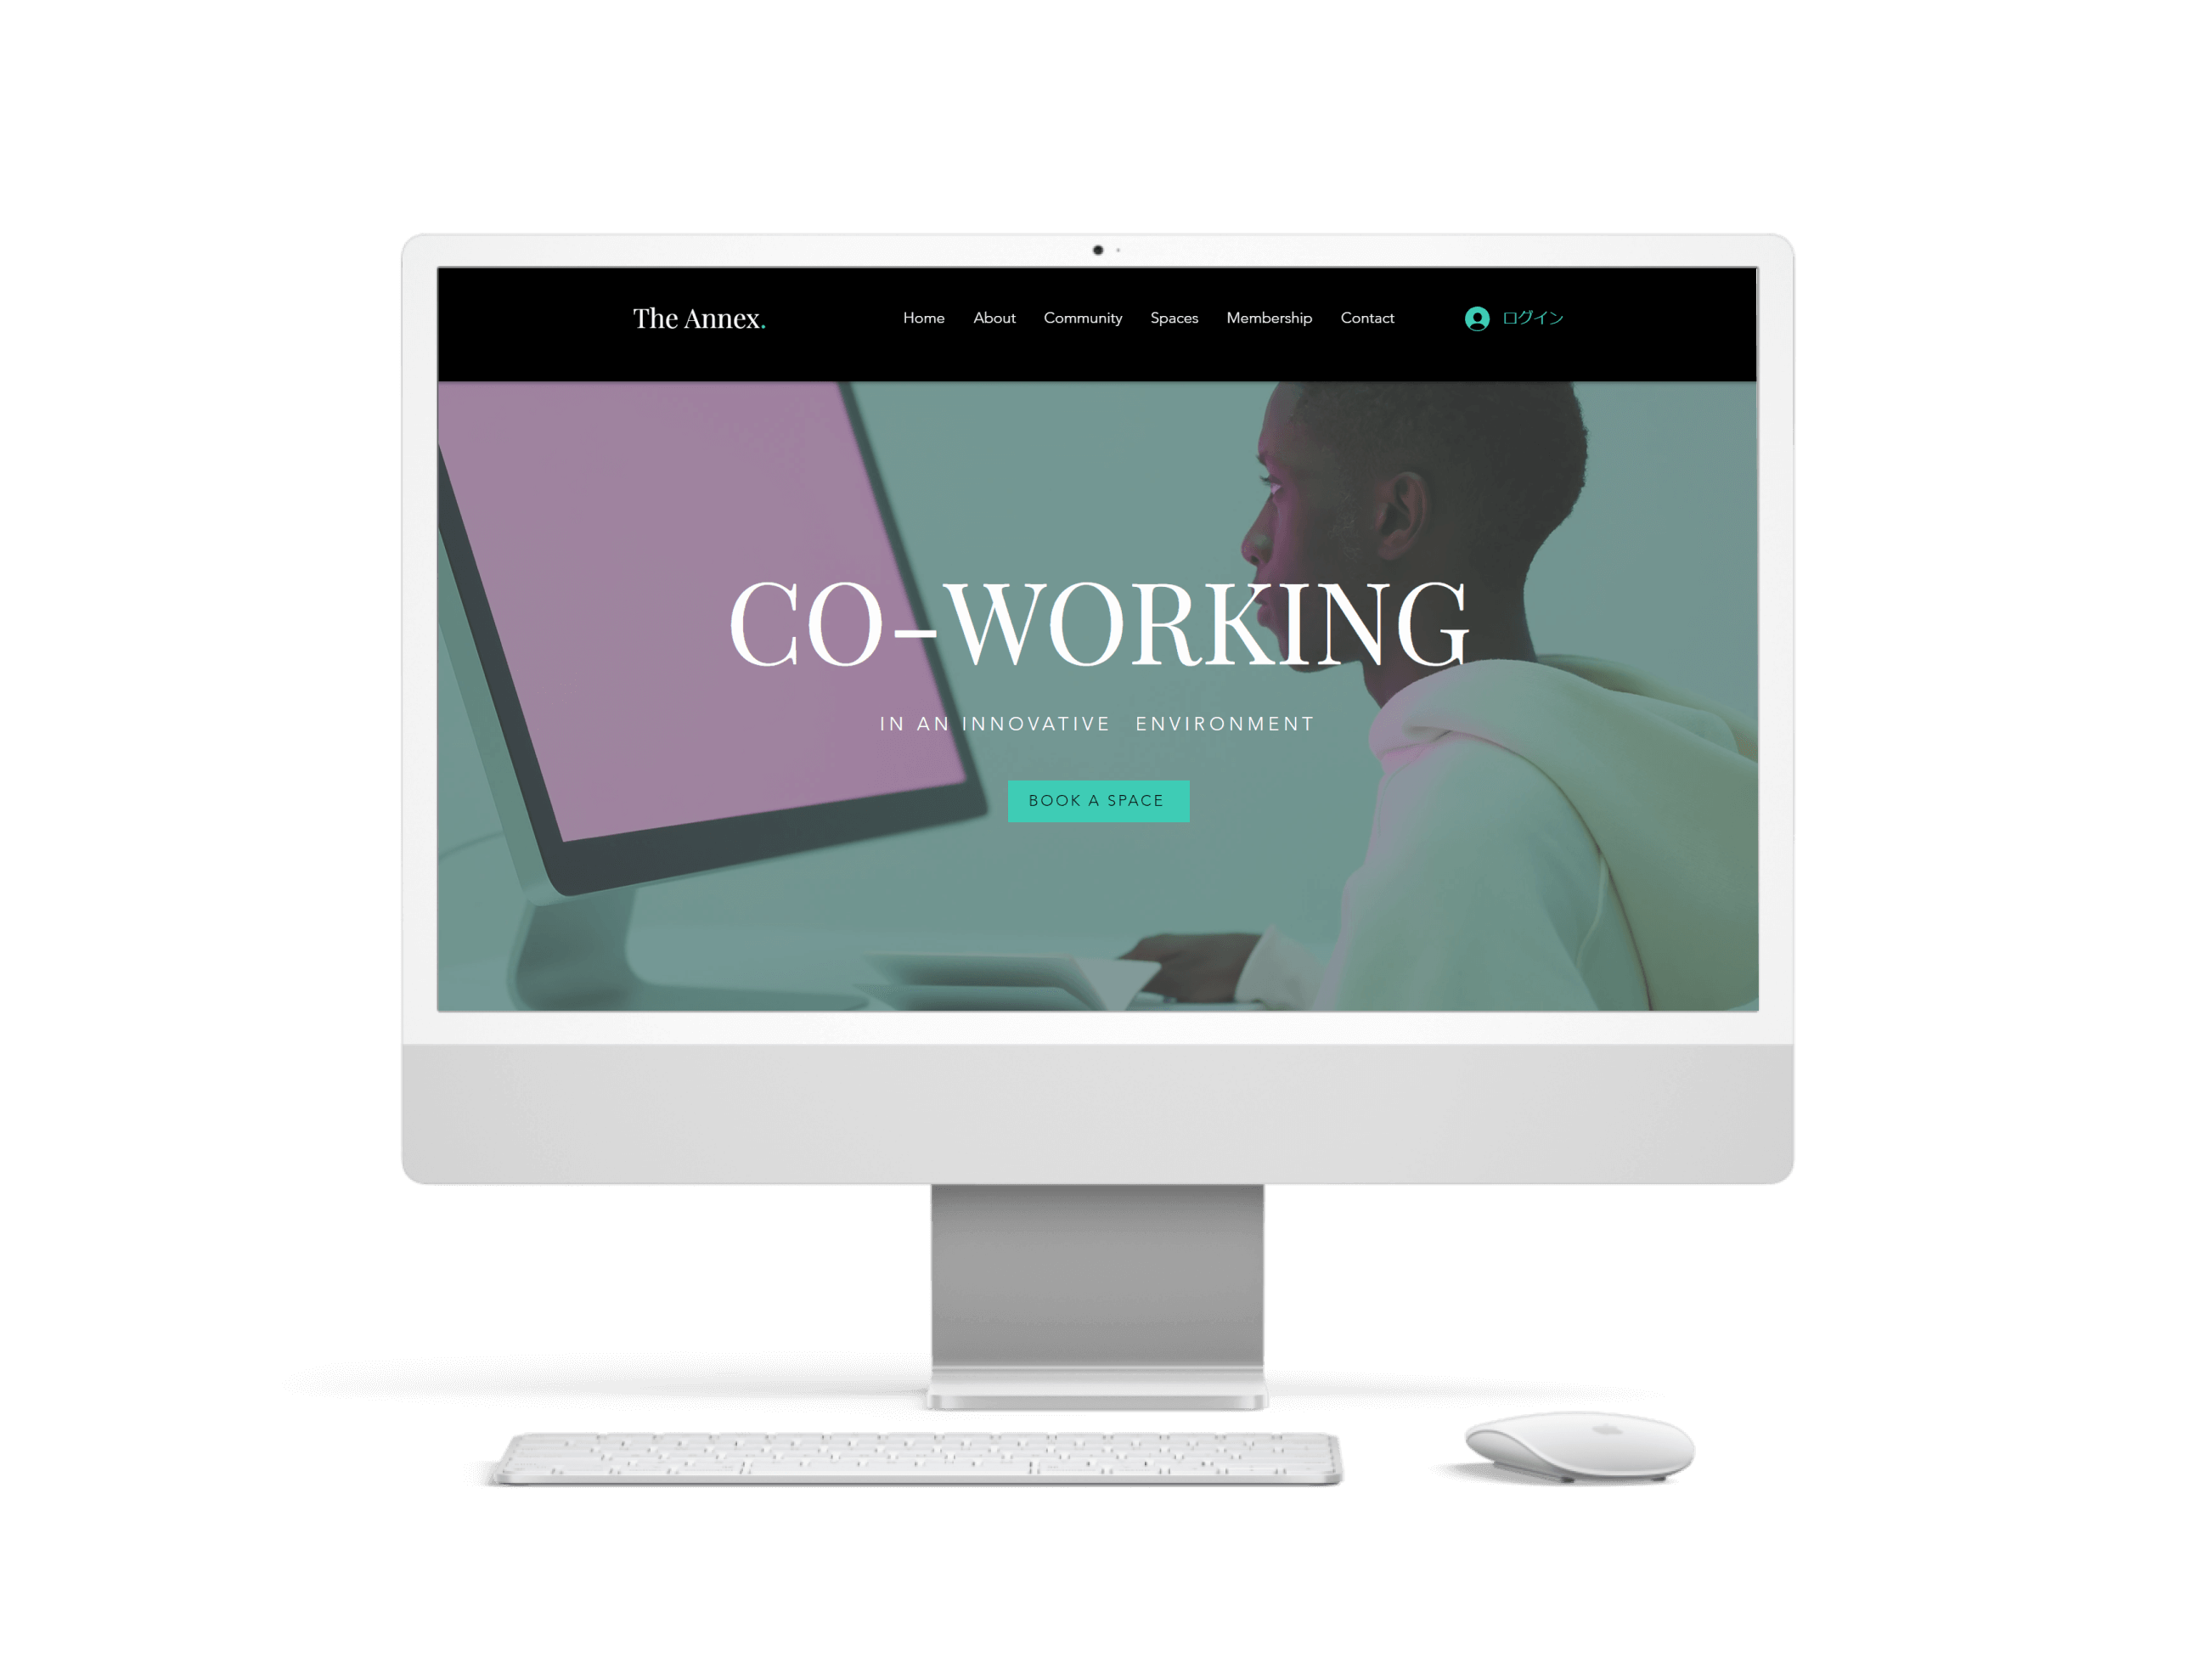 The Annex.
Home About Community Spaces Membership Contact ログイン
CO-WORKING
IN AN INNOVATIVE ENVIRONMENT
BOOK A SPACE